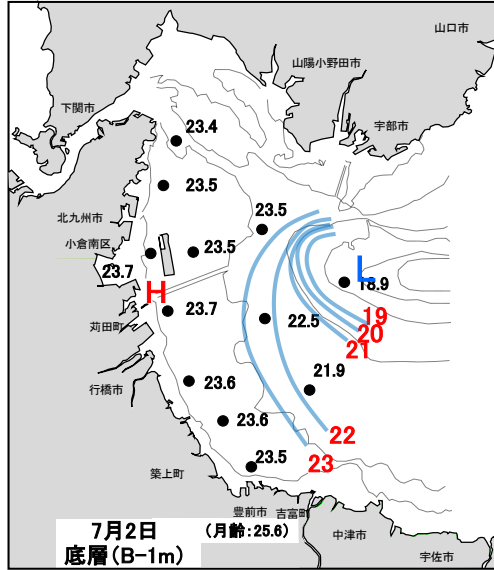 山口市
山陽小野田市
下関市
宇部市
23.4
23.5
北九州市
23.5
小倉南区
23.5
23.7
L
18.9
H
23.7
22.5
19
20
21
苅田町
行橋市
23.6
21.9
23.6
22
23.5
23
築上町
豊前市
吉富町
7月2日
(月齢:25.6)
中津市
底層(B-1m)
宇佐市